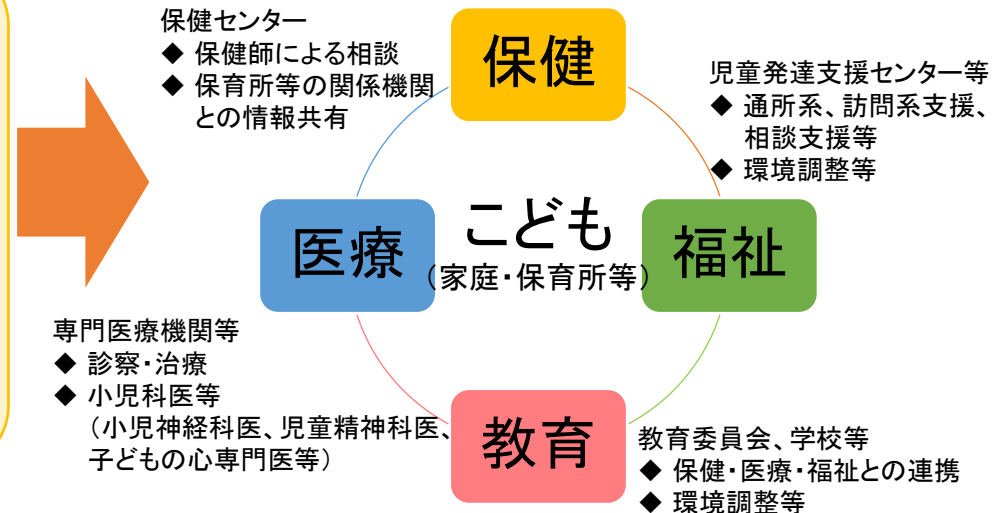 保健センター
◆ 保健師による相談
◆ 保育所等の関係機関
との情報共有
保健
児童発達支援センター等
◆ 通所系、訪問系支援、
相談支援等
◆ 環境調整等
医療
こども
（家庭・保育所等）
福祉
専門医療機関等
◆ 診察・治療
◆ 小児科医等
（小児神経科医、児童精神科医、
子どもの心専門医等）
教育
教育委員会、学校等
◆ 保健・医療・福祉との連携
◆ 環境調整等